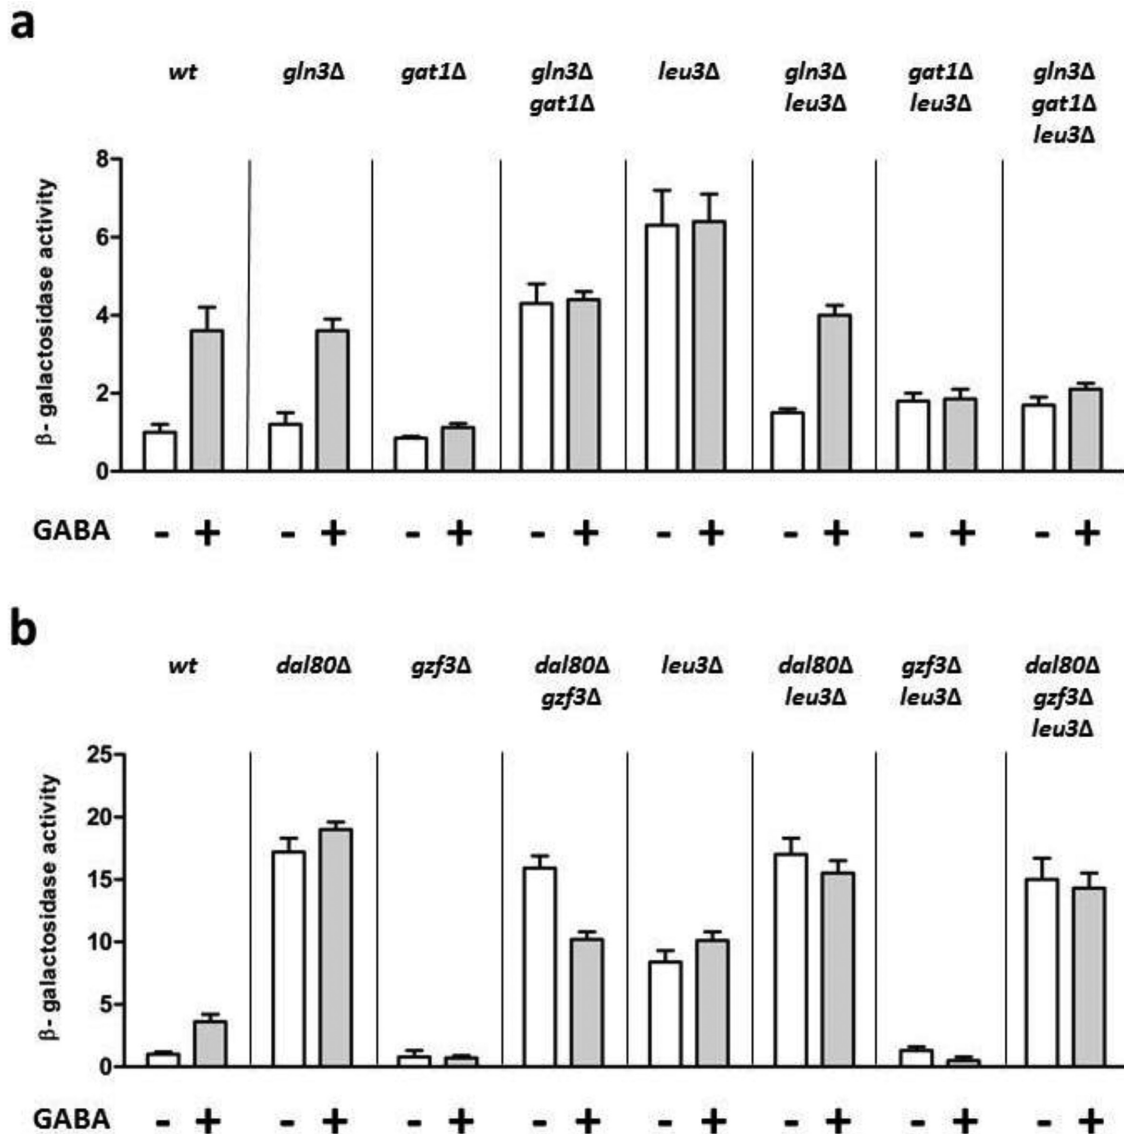 a
wt gln3Δ gat1Δ gln3Δ leu3Δ gln3Δ gat1Δ gln3Δ
gat1Δ leu3Δ leu3Δ gat1Δ
leu3Δ
β- galactosidase activity
8
6
4
2
0
GABA - + - + - + - + - + - + - + - +
b
wt dal80Δ gzf3Δ dal80Δ leu3Δ dal80Δ gzf3Δ dal80Δ
gzf3Δ leu3Δ leu3Δ gzf3Δ
leu3Δ
β- galactosidase activity
25
20
15
10
5
0
GABA - + - + - + - + - + - + - + - +